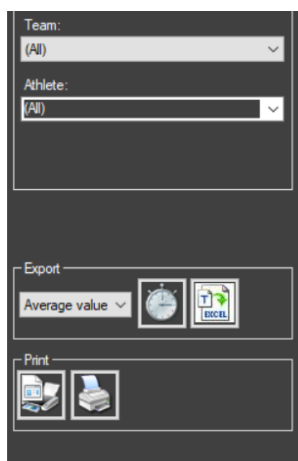 Team:
(All)
Athlete:
(All)
Export
Average value
T
EXCEL
Print